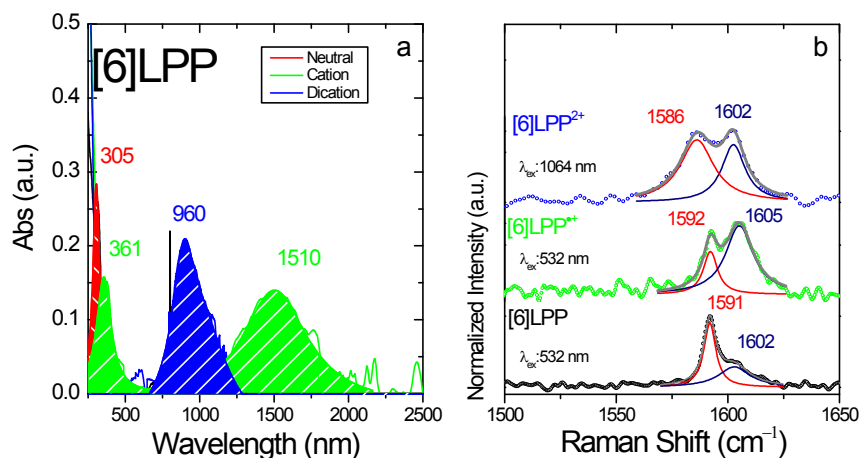 a
[6]LPP
Neutral
Cation
Dication
305
361
960
1510
0.5
0.4
0.3
0.2
0.1
0.0
Abs (a.u.)
500 1000 1500 2000 2500
Wavelength (nm)
b
[6]LPP²⁺
λex:1064 nm
1586 1602
[6]LPP•⁺
λex:532 nm
1592 1605
[6]LPP
λex:532 nm
1591
1602
Normalized Intensity (a.u.)
1500 1550 1600 1650
Raman Shift (cm⁻¹)